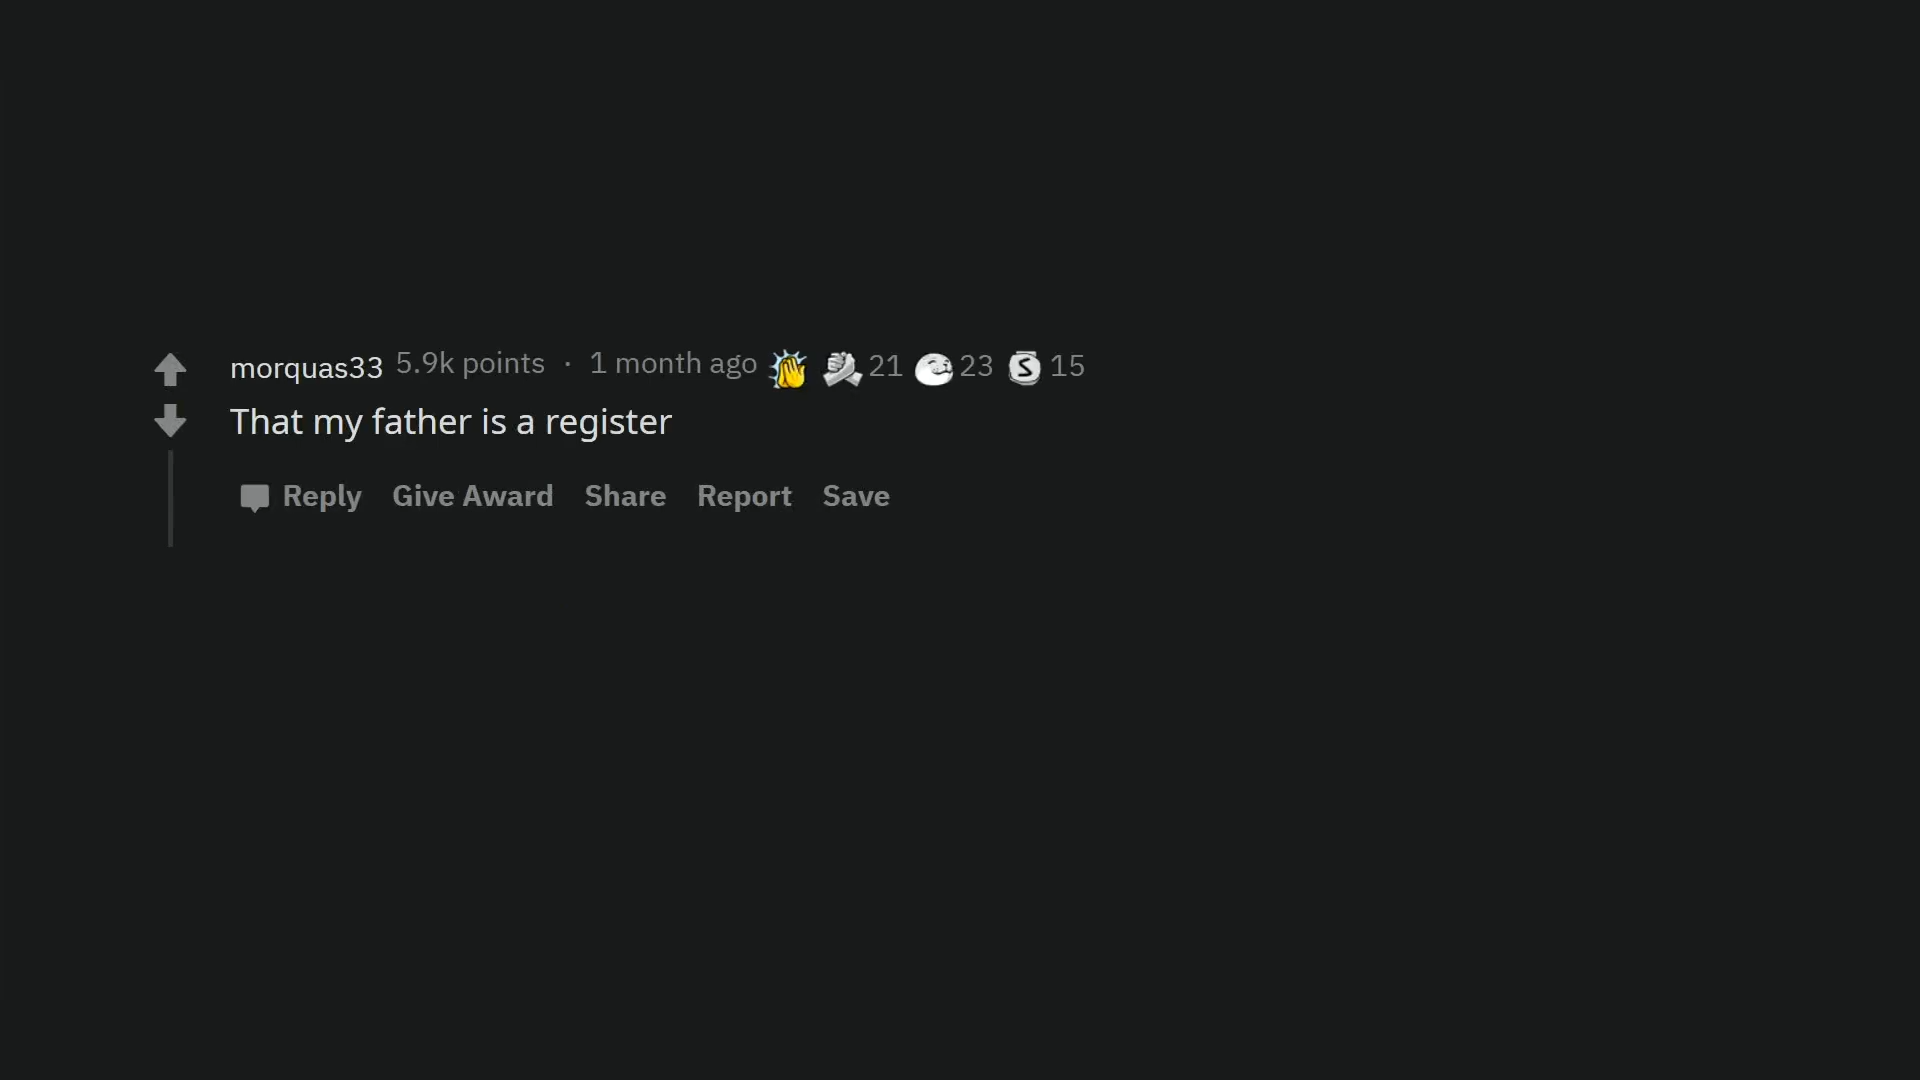 morquas33 5.9k points · 1 month ago 21 23 S 15
That my father is a register
Reply Give Award Share Report Save